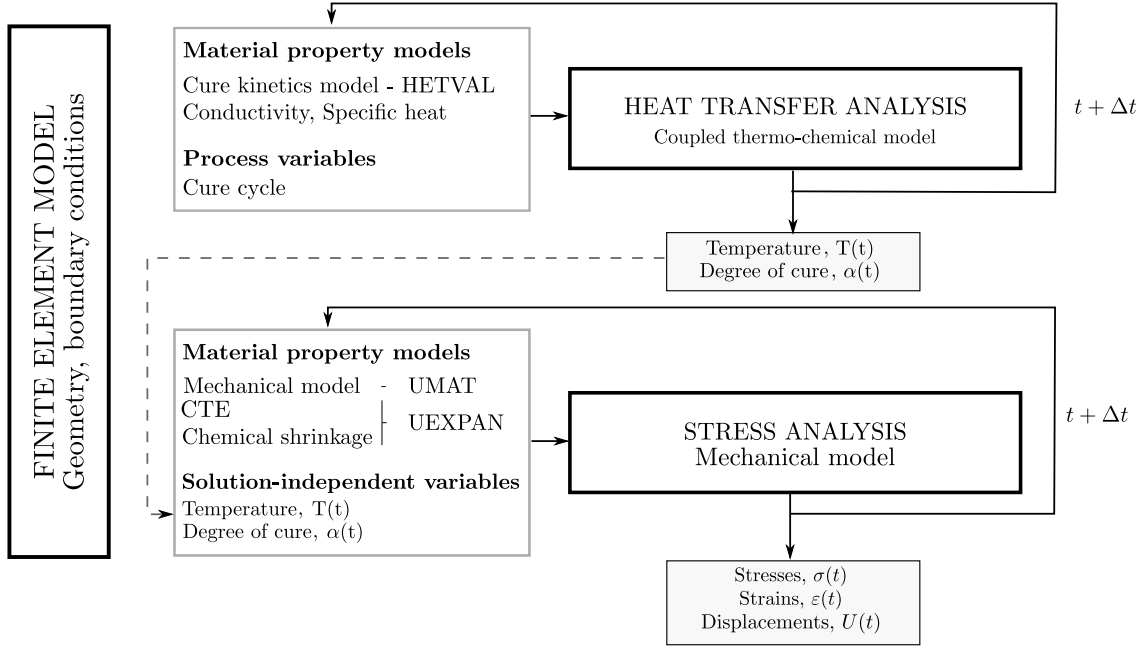 FINITE ELEMENT MODEL
Geometry, boundary conditions
Material property models
Cure kinetics model - HETVAL
Conductivity, Specific heat
Process variables
Cure cycle
HEAT TRANSFER ANALYSIS
Coupled thermo-chemical model
t + Δt
Temperature, T(t)
Degree of cure, α(t)
Material property models
Mechanical model - UMAT
CTE
Chemical shrinkage
UEXPAN
Solution-independent variables
Temperature, T(t)
Degree of cure, α(t)
STRESS ANALYSIS
Mechanical model
t + Δt
Stresses, σ(t)
Strains, ε(t)
Displacements, U(t)